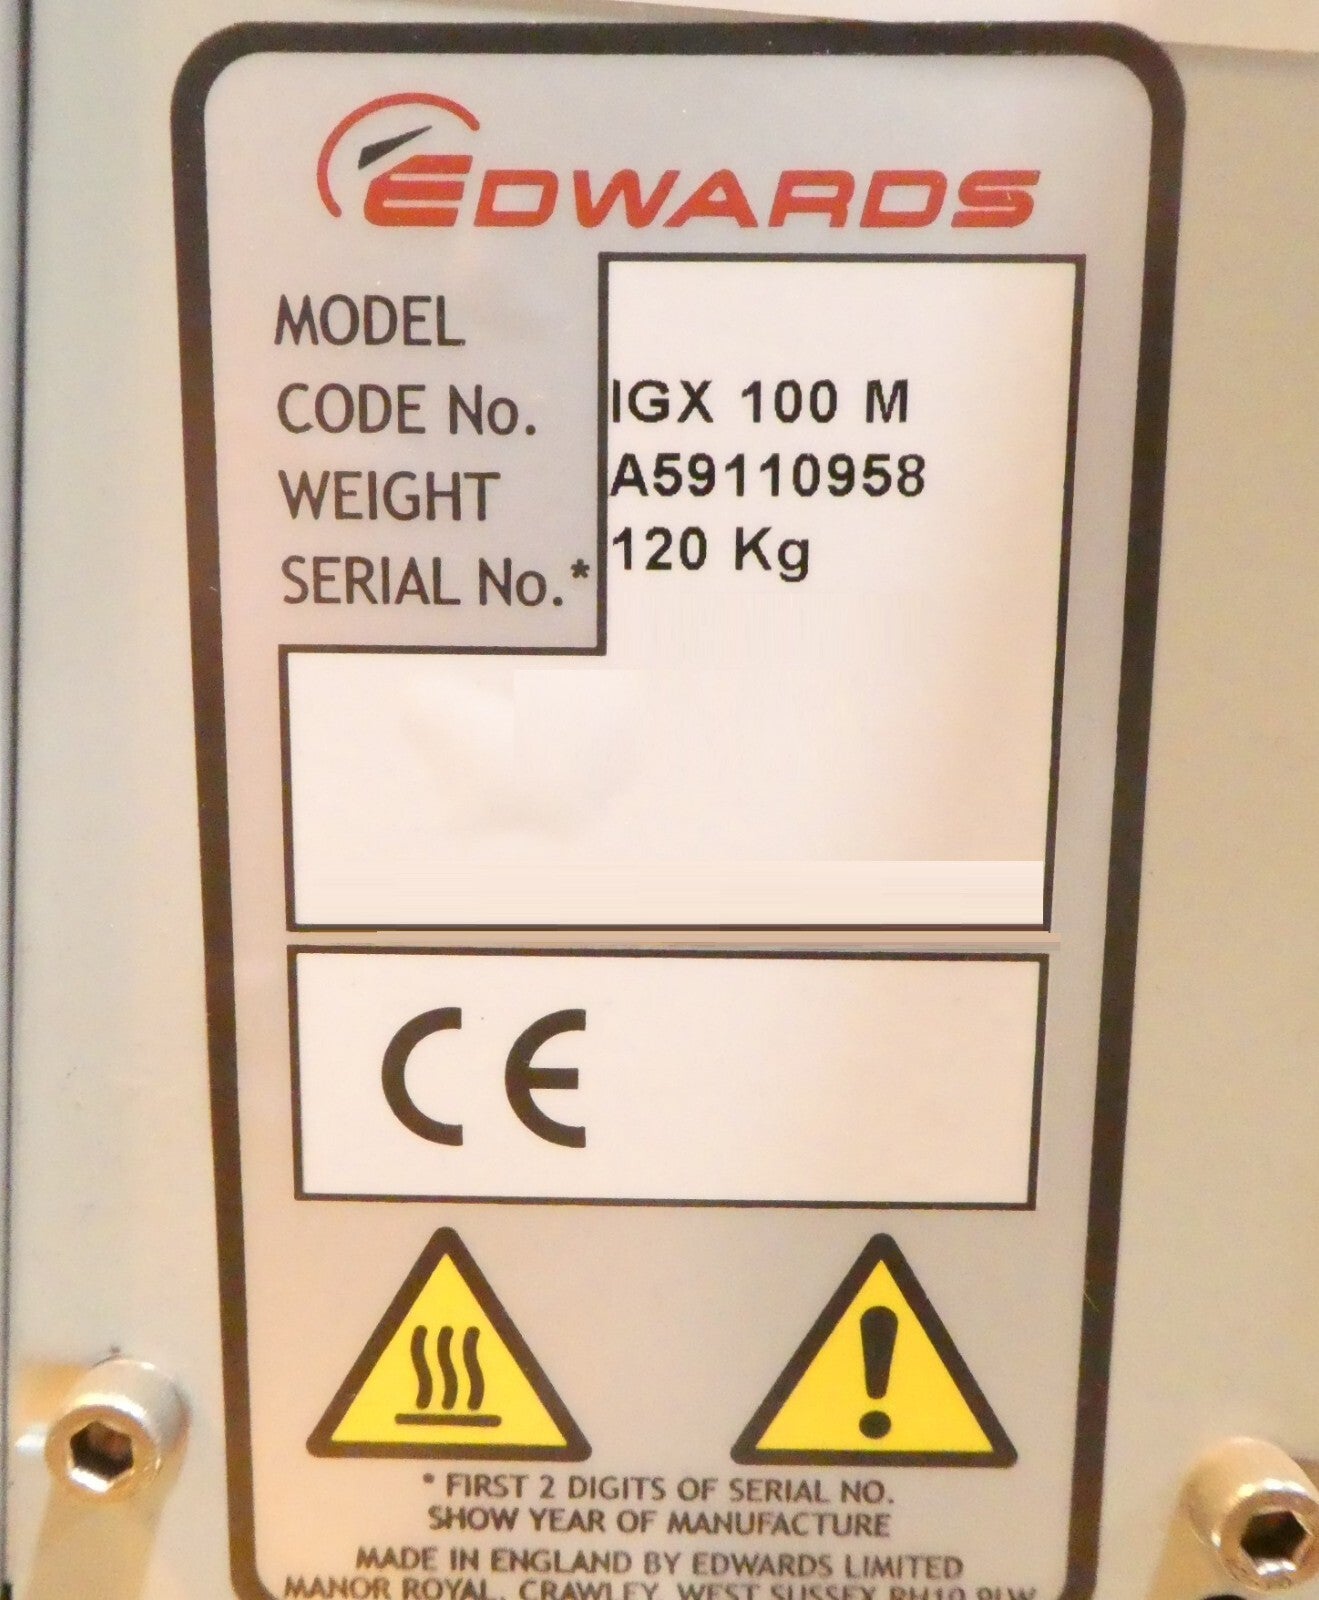 EDWARDS
MODEL
CODE No. IGX 100 M
WEIGHT A59110958
SERIAL No.* 120 Kg
CE
* FIRST 2 DIGITS OF SERIAL NO.
SHOW YEAR OF MANUFACTURE
MADE IN ENGLAND BY EDWARDS LIMITED
MANOR ROYAL, CRAWLEY, WEST SUSSEX RH10 9LW